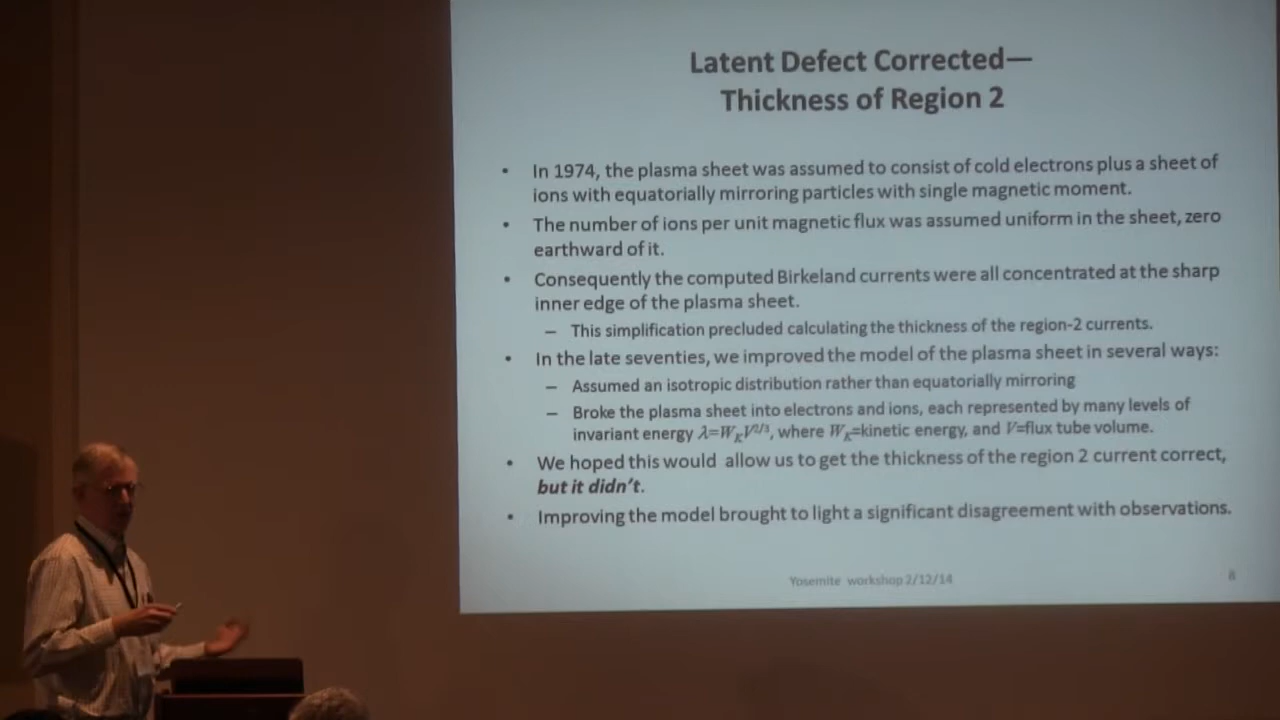 Latent Defect Corrected—
Thickness of Region 2
• In 1974, the plasma sheet was assumed to consist of cold electrons plus a sheet of
ions with equatorially mirroring particles with single magnetic moment.
• The number of ions per unit magnetic flux was assumed uniform in the sheet, zero
earthward of it.
• Consequently the computed Birkeland currents were all concentrated at the sharp
inner edge of the plasma sheet.
– This simplification precluded calculating the thickness of the region-2 currents.
• In the late seventies, we improved the model of the plasma sheet in several ways:
– Assumed an isotropic distribution rather than equatorially mirroring
– Broke the plasma sheet into electrons and ions, each represented by many levels of
invariant energy λ=W_K V^{2/3}, where W_K=kinetic energy, and V=flux tube volume.
• We hoped this would allow us to get the thickness of the region 2 current correct,
but it didn't.
• Improving the model brought to light a significant disagreement with observations.
Yosemite workshop 2/12/14